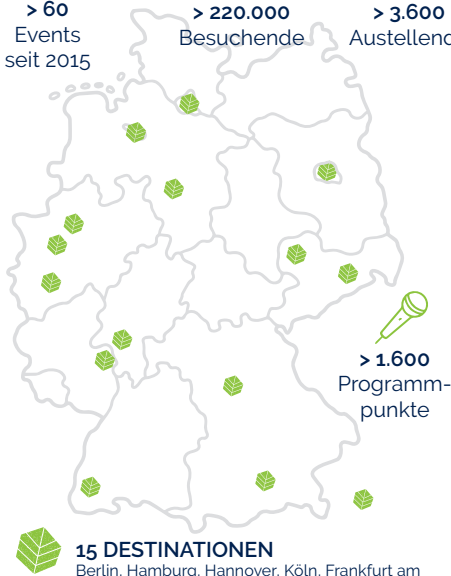 > 60
Events
seit 2015
> 220.000
Besuchende
> 3.600
Austellend
> 1.600
Programm-
punkte
15 DESTINATIONEN
Berlin, Hamburg, Hannover, Köln, Frankfurt am